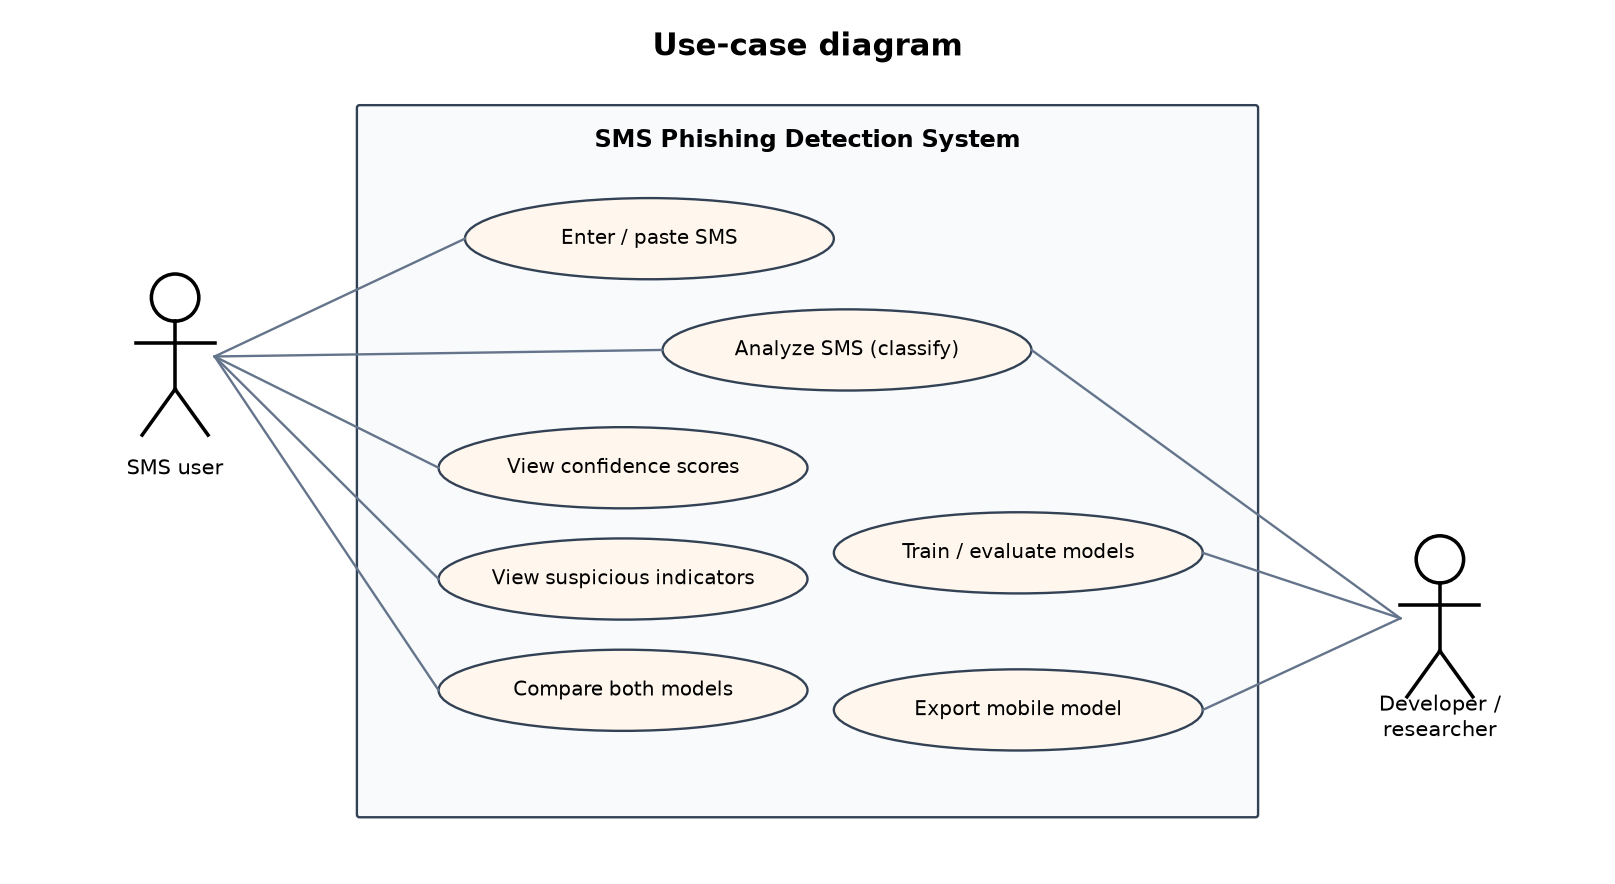 Use-case diagram
SMS Phishing Detection System
Enter / paste SMS
Analyze SMS (classify)
SMS user
View confidence scores
Train / evaluate models
View suspicious indicators
Compare both models
Export mobile model
Developer /
researcher